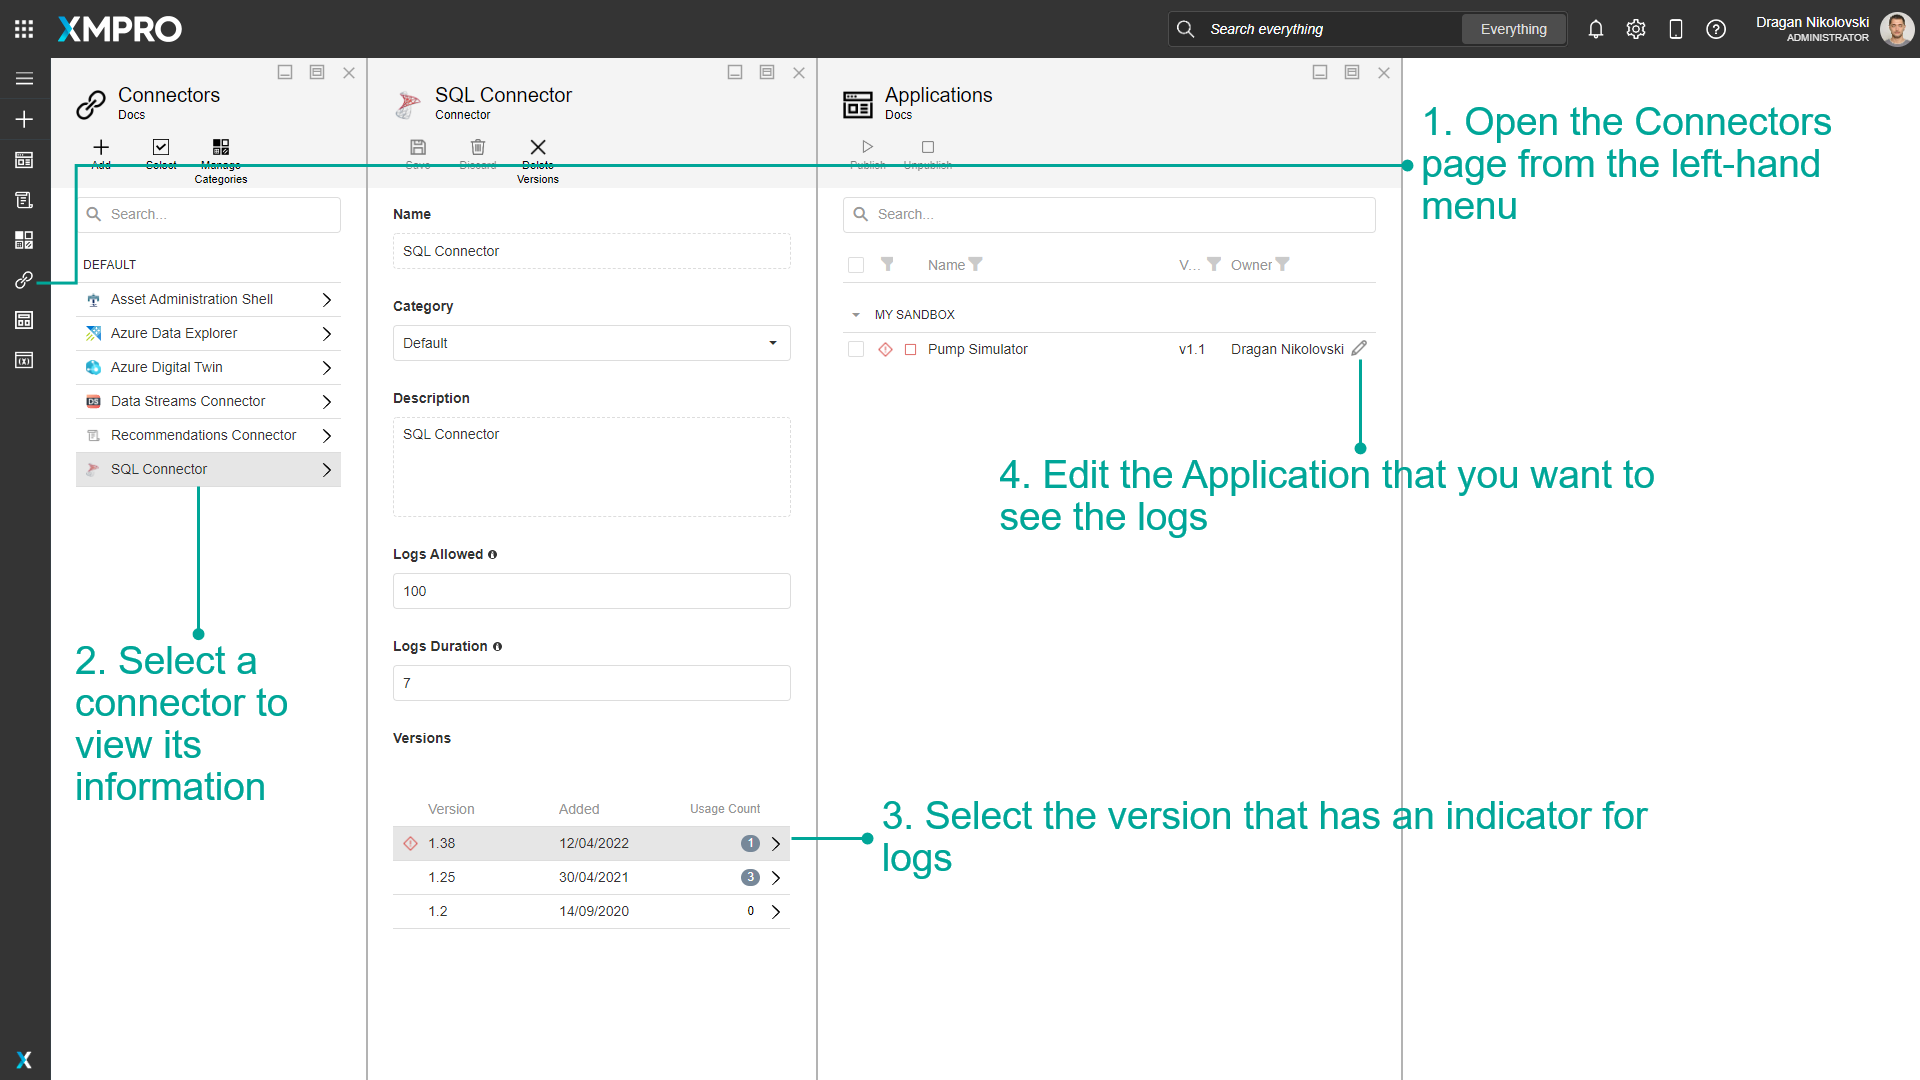 XMPRO
Search everything
Everything
Dragan Nikolovski
ADMINISTRATOR
Connectors
Docs
Add
Select
Manage
Categories
Search...
DEFAULT
Asset Administration Shell
Azure Data Explorer
Azure Digital Twin
DS
Data Streams Connector
Recommendations Connector
SQL Connector
2. Select a
connector to
view its
information
SQL Connector
Connector
Save
Discard
Delete
Versions
Name
SQL Connector
Category
Default
Description
SQL Connector
Logs Allowed
100
Logs Duration
7
Versions
Version Added Usage Count
1.38 12/04/2022 1
1.25 30/04/2021 3
1.2 14/09/2020 0
3. Select the version that has an indicator for
logs
Applications
Docs
Publish
Unpublish
Search...
Name V... Owner
MY SANDBOX
Pump Simulator v1.1 Dragan Nikolovski
4. Edit the Application that you want to
see the logs
1. Open the Connectors
page from the left-hand
menu